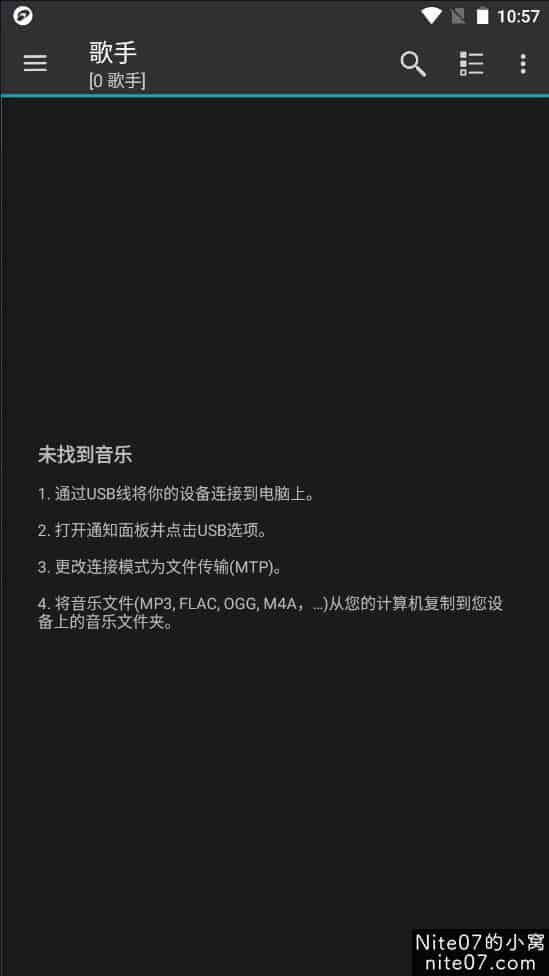 10:57
歌手
[0 歌手]
未找到音乐
1. 通过USB线将你的设备连接到电脑上。
2. 打开通知面板并点击USB选项。
3. 更改连接模式为文件传输(MTP)。
4. 将音乐文件(MP3, FLAC, OGG, M4A，...)从您的计算机复制到您设
备上的音乐文件夹。
Nite07的小窝
nite07.com